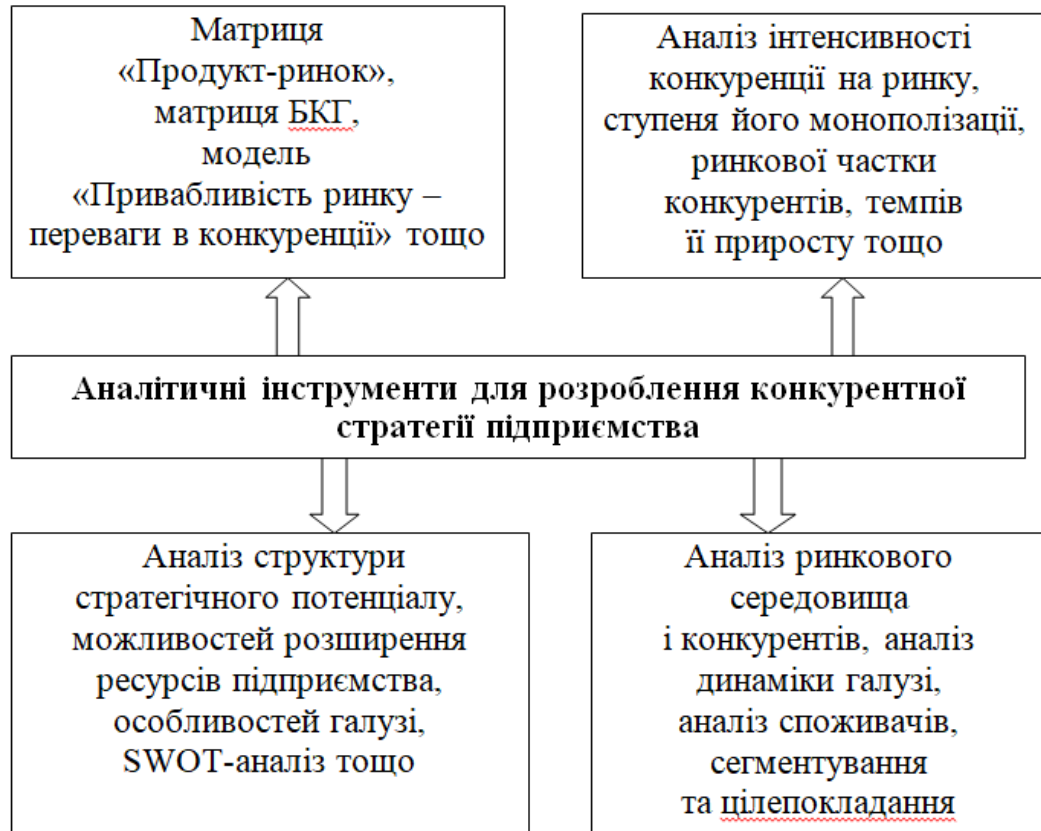 Матриця
«Продукт-ринок»,
матриця БКГ,
модель
«Привабливість ринку –
переваги в конкуренції» тощо
Аналіз інтенсивності
конкуренції на ринку,
ступеня його монополізації,
ринкової частки
конкурентів, темпів
її приросту тощо
Аналітичні інструменти для розроблення конкурентної
стратегії підприємства
Аналіз структури
стратегічного потенціалу,
можливостей розширення
ресурсів підприємства,
особливостей галузі,
SWOT-аналіз тощо
Аналіз ринкового
середовища
і конкурентів, аналіз
динаміки галузі,
аналіз споживачів,
сегментування
та цілепокладання